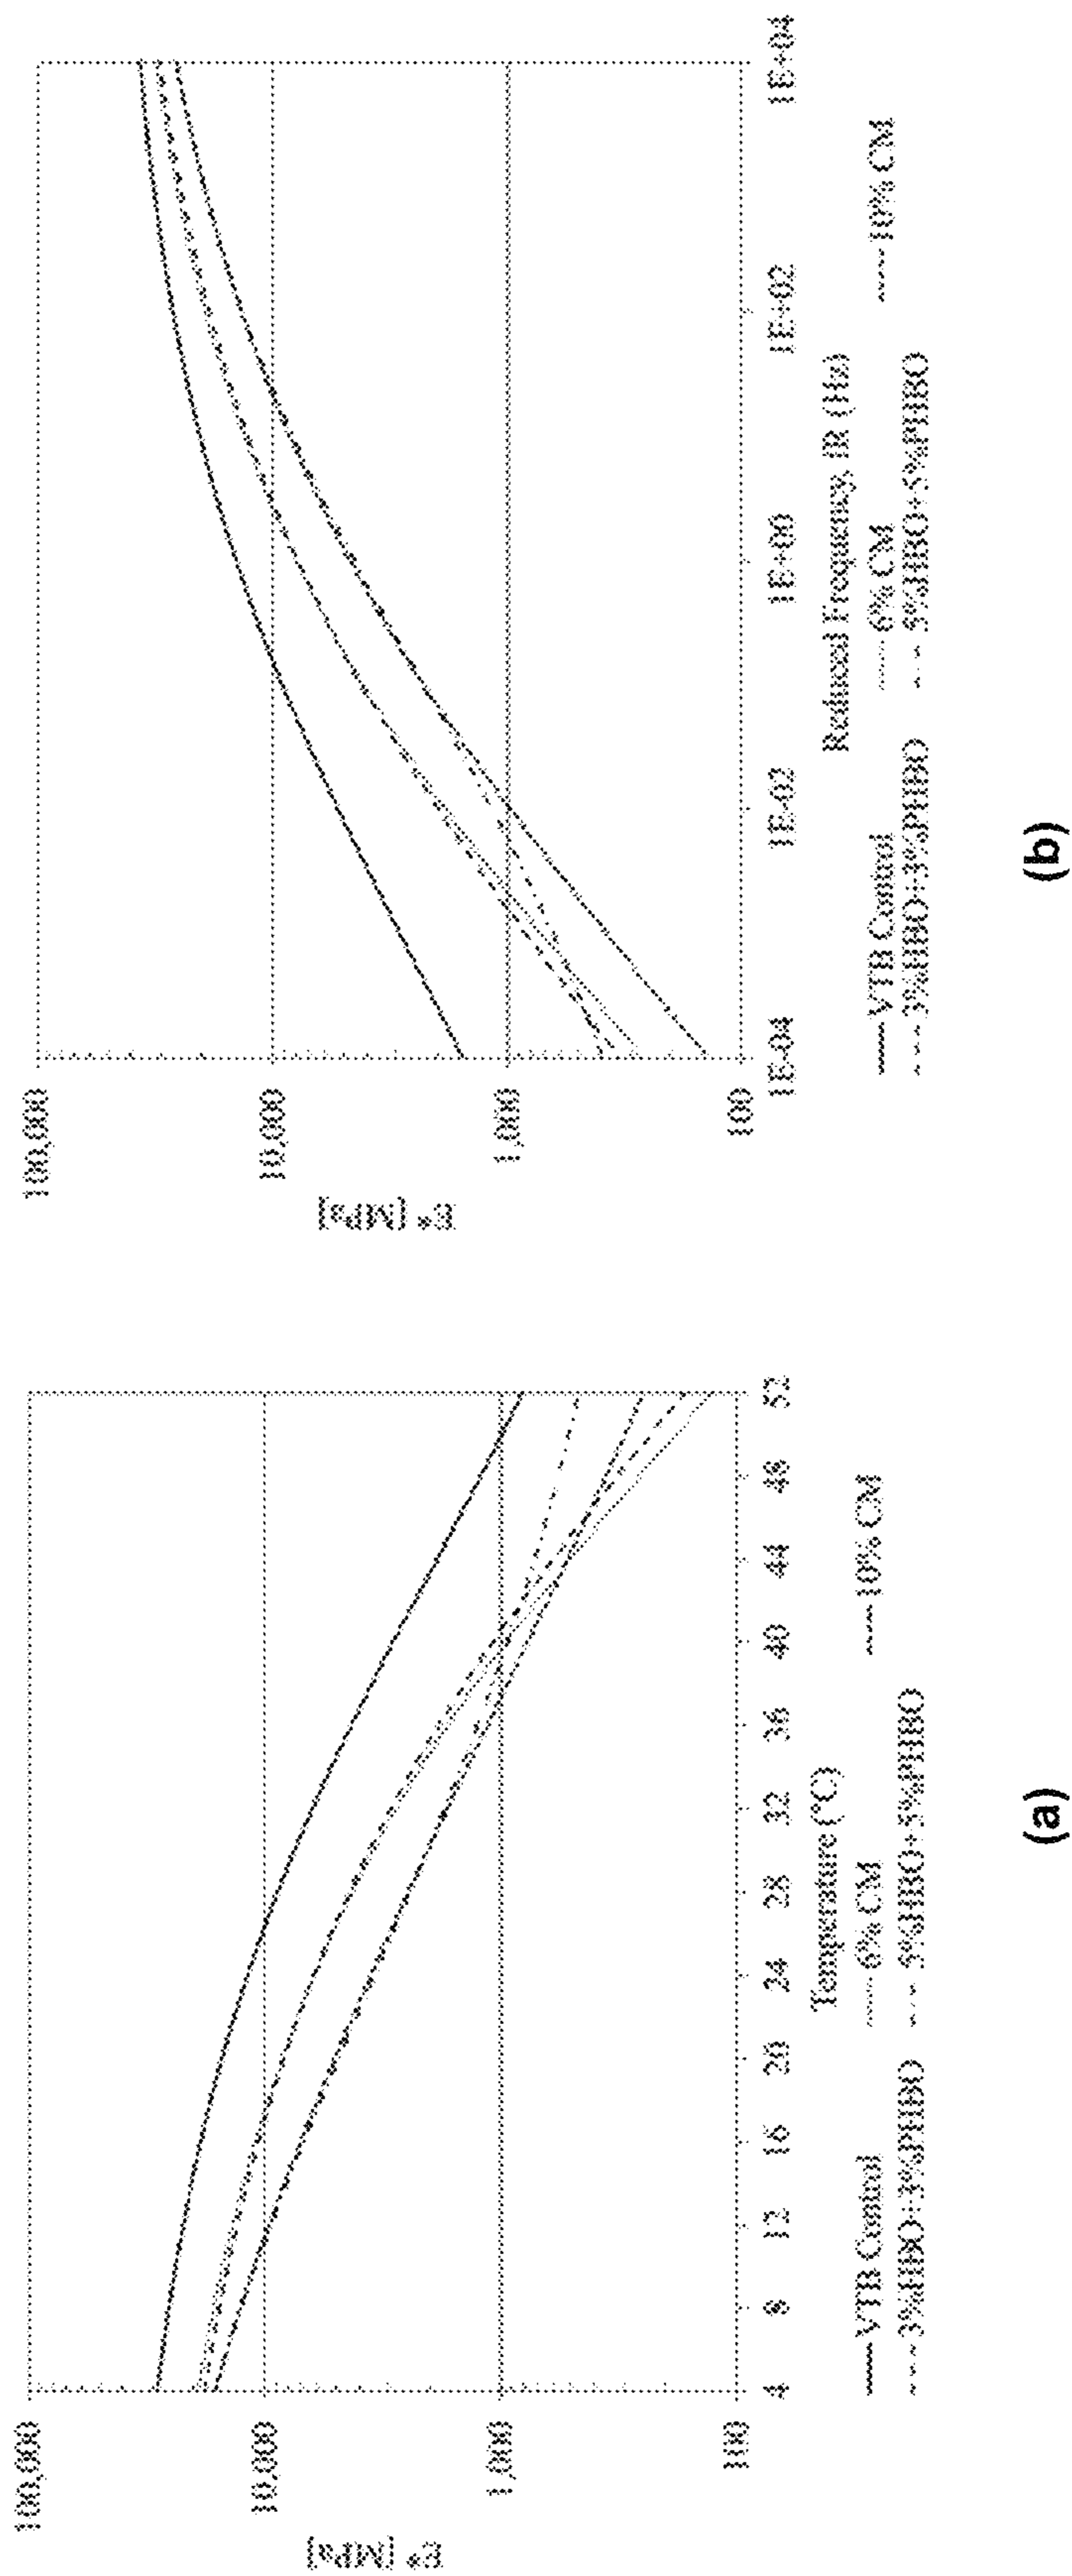 100,000
10,000
1,000
100
E* [MPa]
4 8 12 16 20 24 28 32 36 40 44 48 52
Temperature (°C)
VTB Control 6% CM 10% CM
3%HBO+3%PHBO 5%HBO+5%PHBO
(a)
100,000
10,000
1,000
100
E* [MPa]
1E-04 1E-02 1E+00 1E+02 1E+04
Reduced Frequency, fR (Hz)
VTB Control 6% CM 10% CM
3%HBO+3%PHBO 5%HBO+5%PHBO
(b)